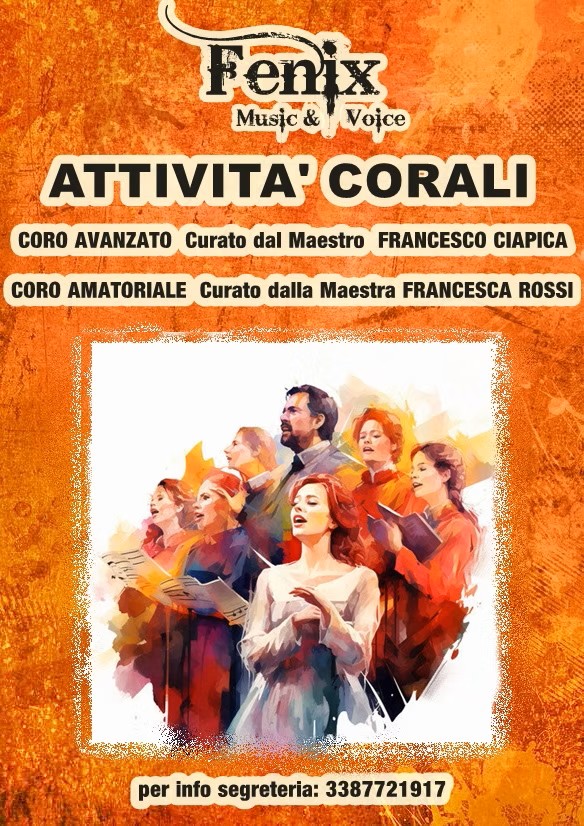 Fenix
Music & Voice
ATTIVITA' CORALI
CORO AVANZATO Curato dal Maestro FRANCESCO CIAPICA
CORO AMATORIALE Curato dalla Maestra FRANCESCA ROSSI
per info segreteria: 3387721917